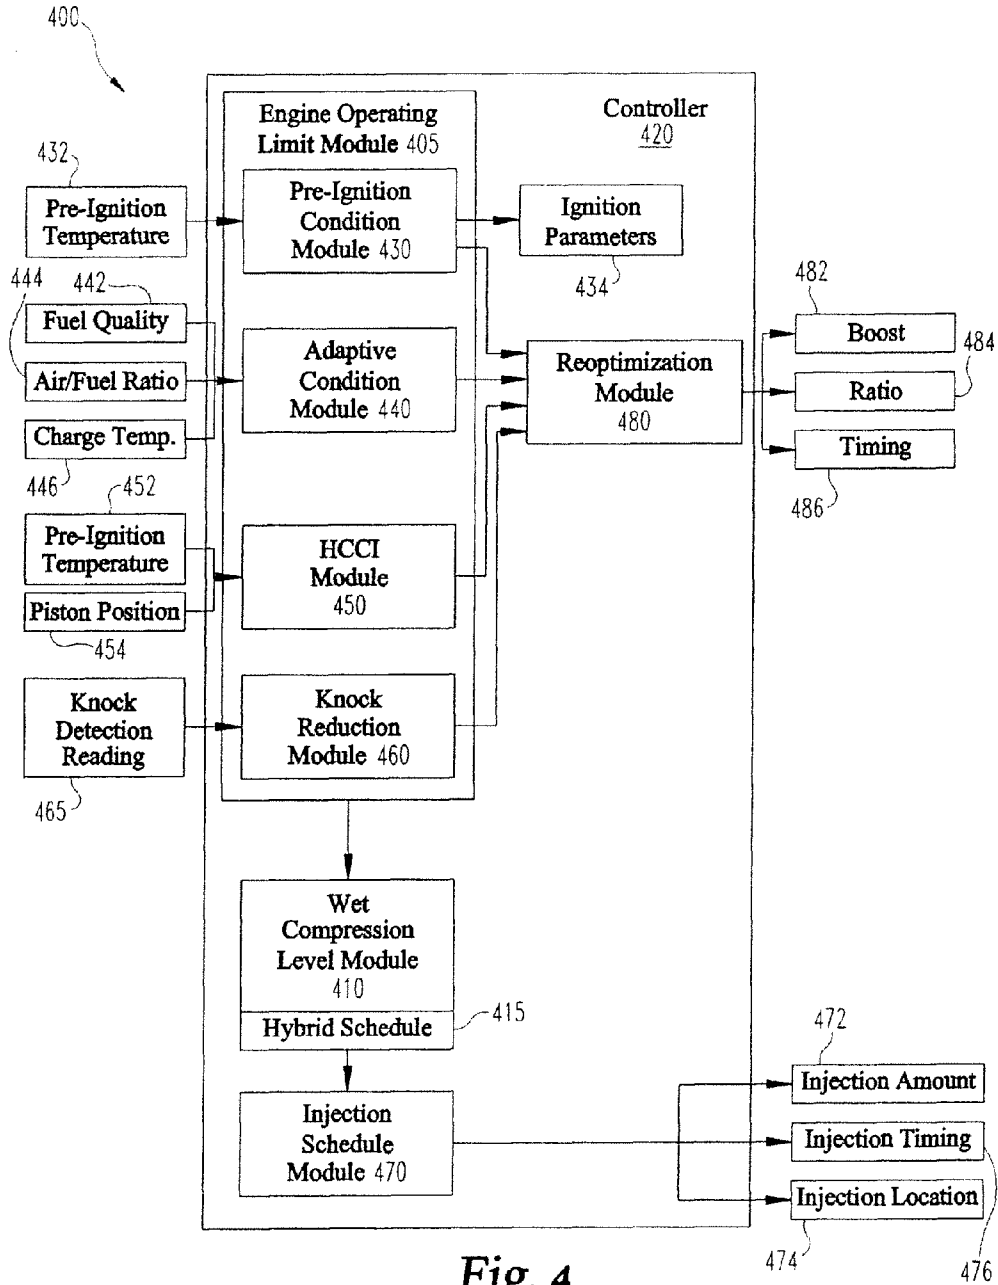 400
Controller
420
Engine Operating
Limit Module 405
432
Pre-Ignition
Temperature
Pre-Ignition
Condition
Module 430
Ignition
Parameters
434
444
442
Fuel Quality
Air/Fuel Ratio
Charge Temp.
446
Adaptive
Condition
Module 440
Reoptimization
Module
480
482
Boost
484
Ratio
Timing
486
452
Pre-Ignition
Temperature
Piston Position
454
HCCI
Module
450
Knock
Detection
Reading
465
Knock
Reduction
Module 460
Wet
Compression
Level Module
410
Hybrid Schedule
415
Injection
Schedule
Module 470
472
Injection Amount
Injection Timing
Injection Location
474
476
Fig. 4